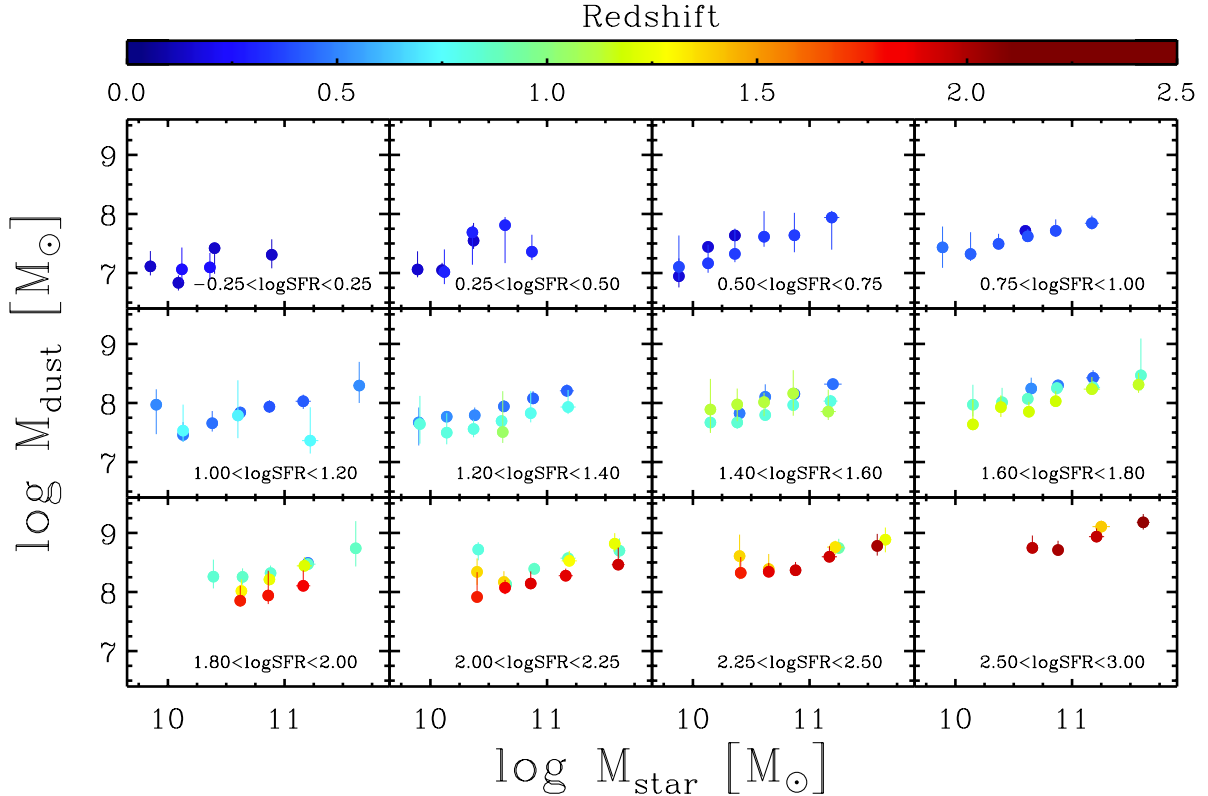 Redshift
0.0 0.5 1.0 1.5 2.0 2.5
9
8
7
−0.25<logSFR<0.25 0.25<logSFR<0.50 0.50<logSFR<0.75 0.75<logSFR<1.00
9
8
7
1.00<logSFR<1.20 1.20<logSFR<1.40 1.40<logSFR<1.60 1.60<logSFR<1.80
9
8
7
1.80<logSFR<2.00 2.00<logSFR<2.25 2.25<logSFR<2.50 2.50<logSFR<3.00
10 11 10 11 10 11 10 11
log M_star [M_⊙]
log M_dust [M_⊙]